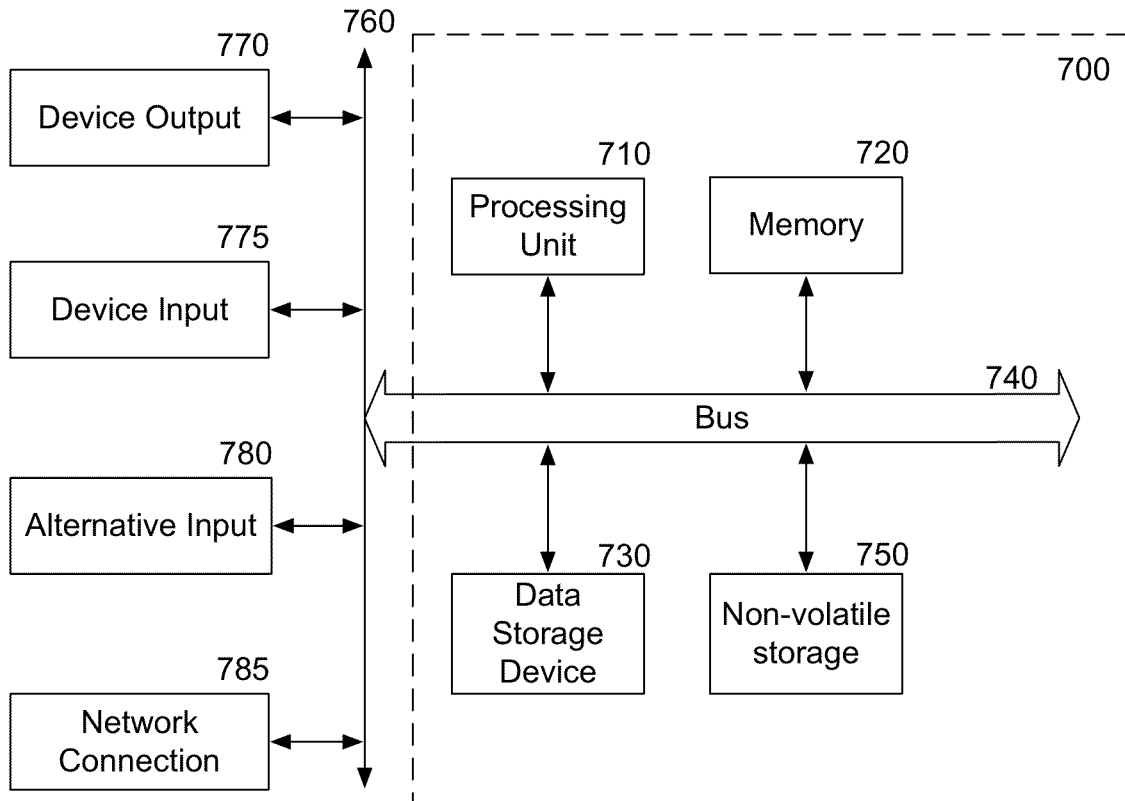 760
770
700
Device Output
710
720
Processing
Unit
Memory
775
Device Input
740
Bus
780
Alternative Input
730
750
Data
Storage
Device
Non-volatile
storage
785
Network
Connection